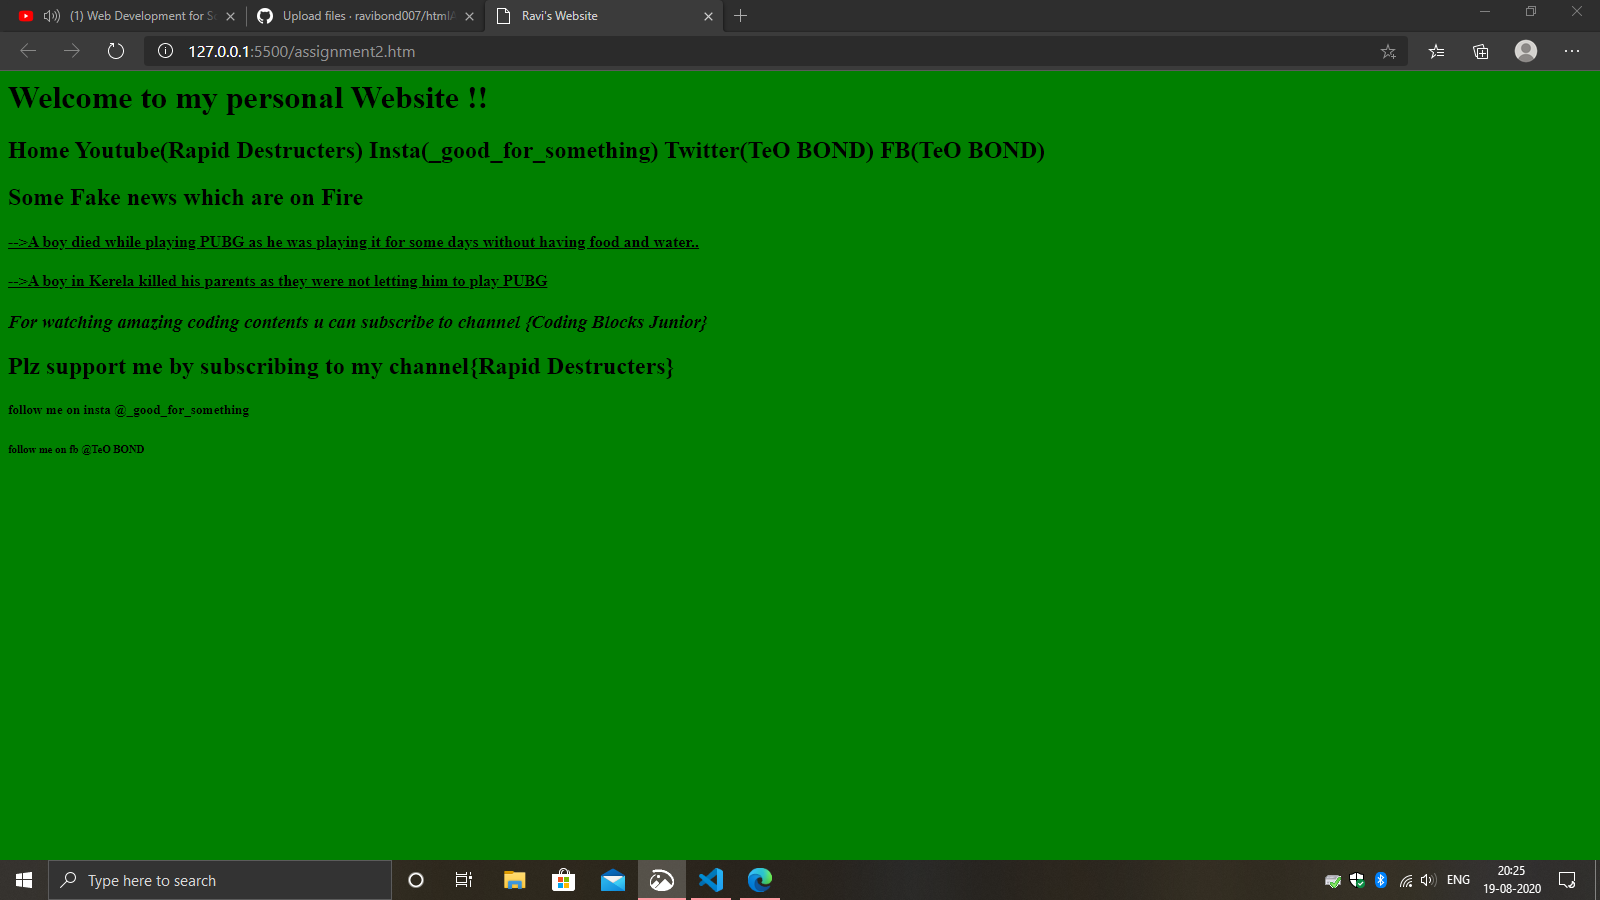 (1) Web Development for S
Upload files · ravibond007/html
Ravi's Website
127.0.0.1:5500/assignment2.htm
Welcome to my personal Website !!
Home Youtube(Rapid Destructers) Insta(_good_for_something) Twitter(TeO BOND) FB(TeO BOND)
Some Fake news which are on Fire
-->A boy died while playing PUBG as he was playing it for some days without having food and water..
-->A boy in Kerela killed his parents as they were not letting him to play PUBG
For watching amazing coding contents u can subscribe to channel {Coding Blocks Junior}
Plz support me by subscribing to my channel{Rapid Destructers}
follow me on insta @_good_for_something
follow me on fb @TeO BOND
Type here to search
ENG
20:25
19-08-2020